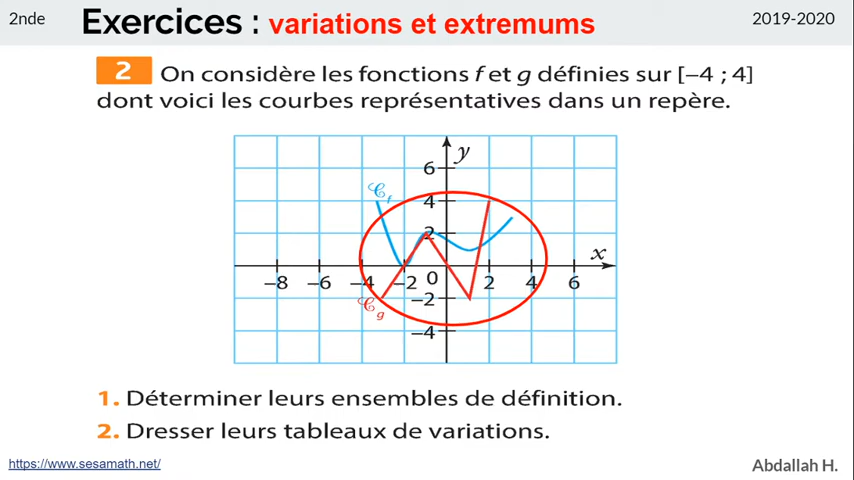 2nde
Exercices : variations et extremums
2019-2020
2 On considère les fonctions f et g définies sur [−4 ; 4]
dont voici les courbes représentatives dans un repère.
y
6
𝒞f
4
2
x
−8 −6 −4 −2 0 2 4 6
−2
𝒞g
−4
1. Déterminer leurs ensembles de définition.
2. Dresser leurs tableaux de variations.
https://www.sesamath.net/
Abdallah H.